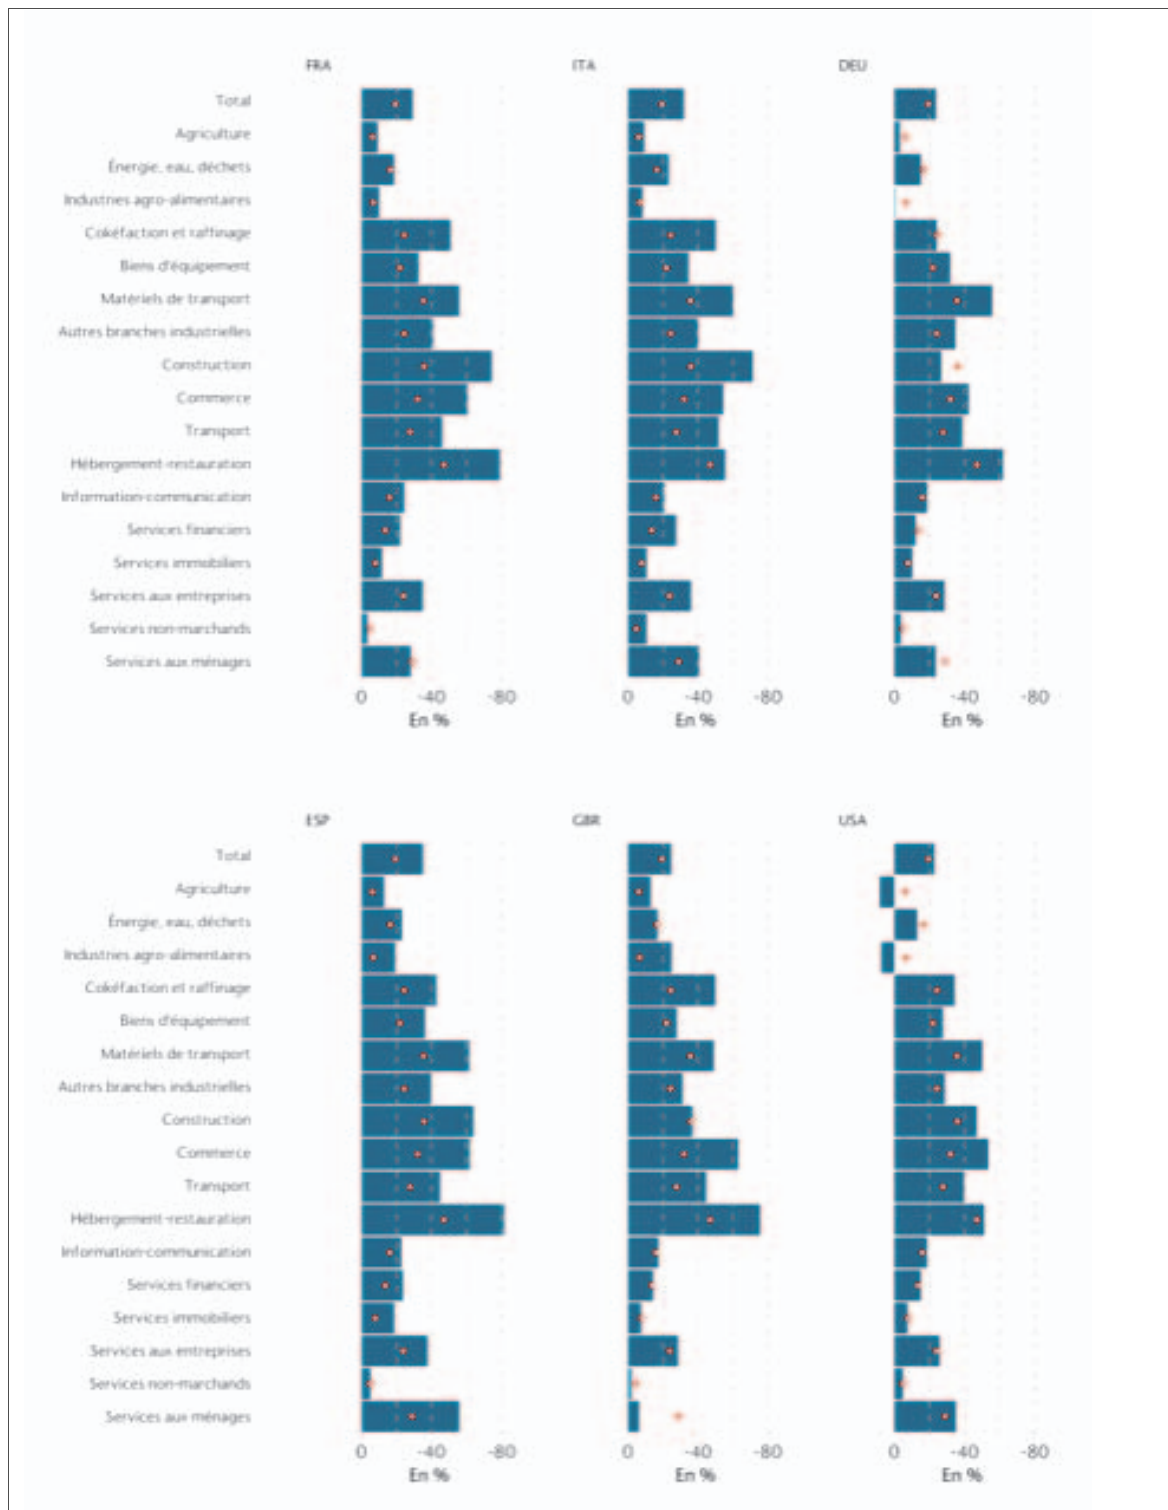 FRA ITA DEU
Total
Agriculture
Énergie, eau, déchets
Industries agro-alimentaires
Cokéfaction et raffinage
Biens d'équipement
Matériels de transport
Autres branches industrielles
Construction
Commerce
Transport
Hébergement-restauration
Information-communication
Services financiers
Services immobiliers
Services aux entreprises
Services non-marchands
Services aux ménages
0 -40 -80 0 -40 -80 0 -40 -80
En % En % En %
ESP GBR USA
Total
Agriculture
Énergie, eau, déchets
Industries agro-alimentaires
Cokéfaction et raffinage
Biens d'équipement
Matériels de transport
Autres branches industrielles
Construction
Commerce
Transport
Hébergement-restauration
Information-communication
Services financiers
Services immobiliers
Services aux entreprises
Services non-marchands
Services aux ménages
0 -40 -80 0 -40 -80 0 -40 -80
En % En % En %